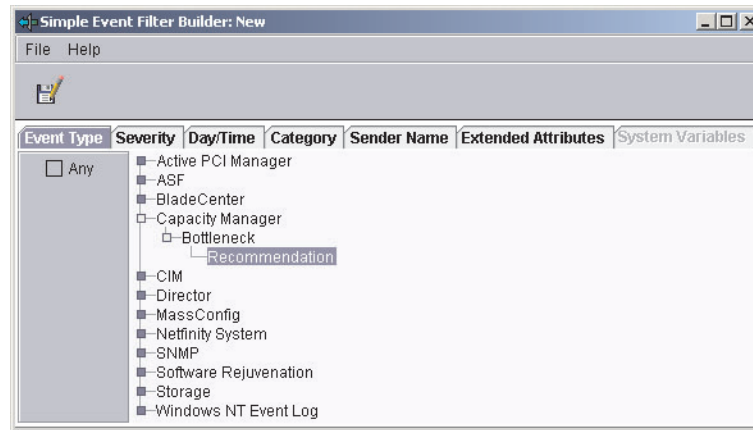 Simple Event Filter Builder: New
File Help
Event Type Severity Day/Time Category Sender Name Extended Attributes System Variables
Any
Active PCI Manager
ASF
BladeCenter
Capacity Manager
Bottleneck
Recommendation
CIM
Director
MassConfig
Netfinity System
SNMP
Software Rejuvenation
Storage
Windows NT Event Log